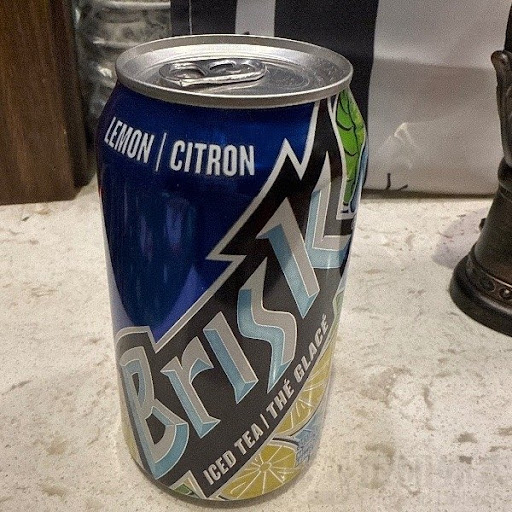 LEMON | CITRON
Brisk
ICED TEA | THÉ GLACÉ